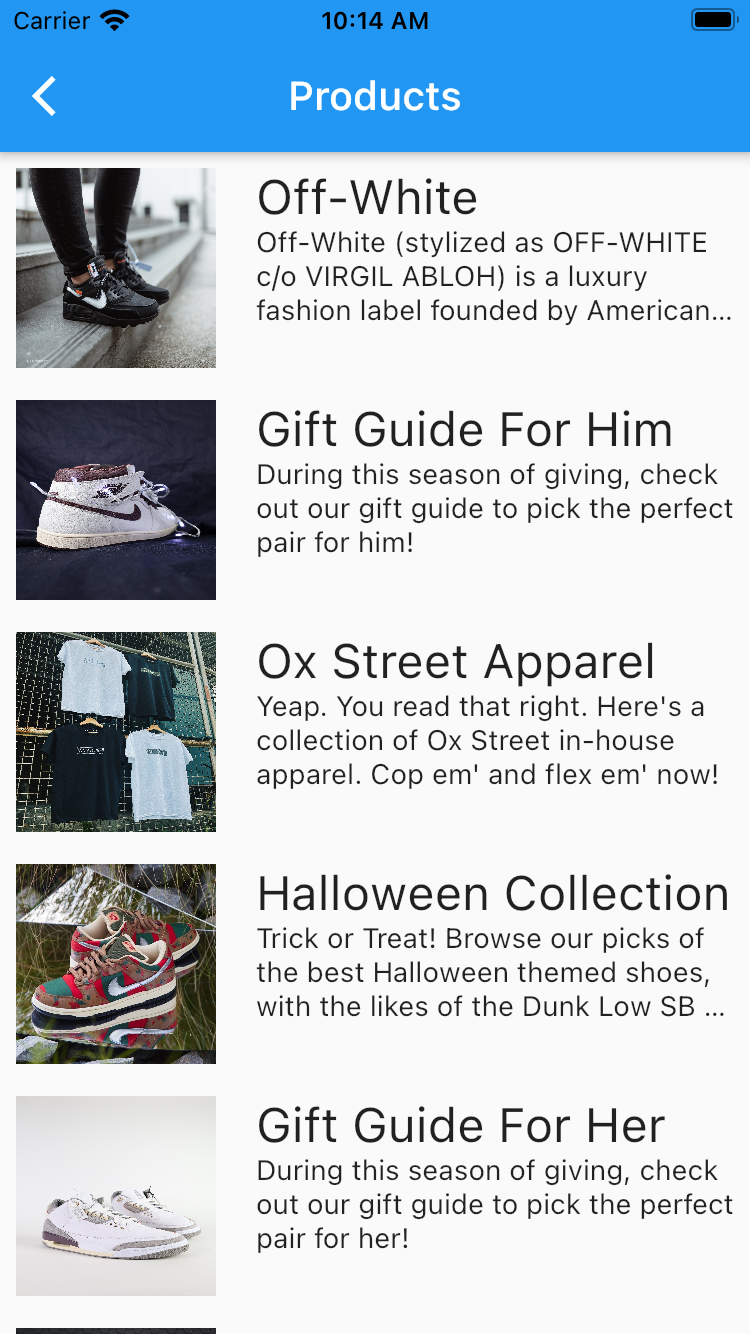 Carrier 10:14 AM
Products
Off-White
Off-White (stylized as OFF-WHITE
c/o VIRGIL ABLOH) is a luxury
fashion label founded by American...
Gift Guide For Him
During this season of giving, check
out our gift guide to pick the perfect
pair for him!
Ox Street Apparel
Yeap. You read that right. Here's a
collection of Ox Street in-house
apparel. Cop em' and flex em' now!
Halloween Collection
Trick or Treat! Browse our picks of
the best Halloween themed shoes,
with the likes of the Dunk Low SB ...
Gift Guide For Her
During this season of giving, check
out our gift guide to pick the perfect
pair for her!